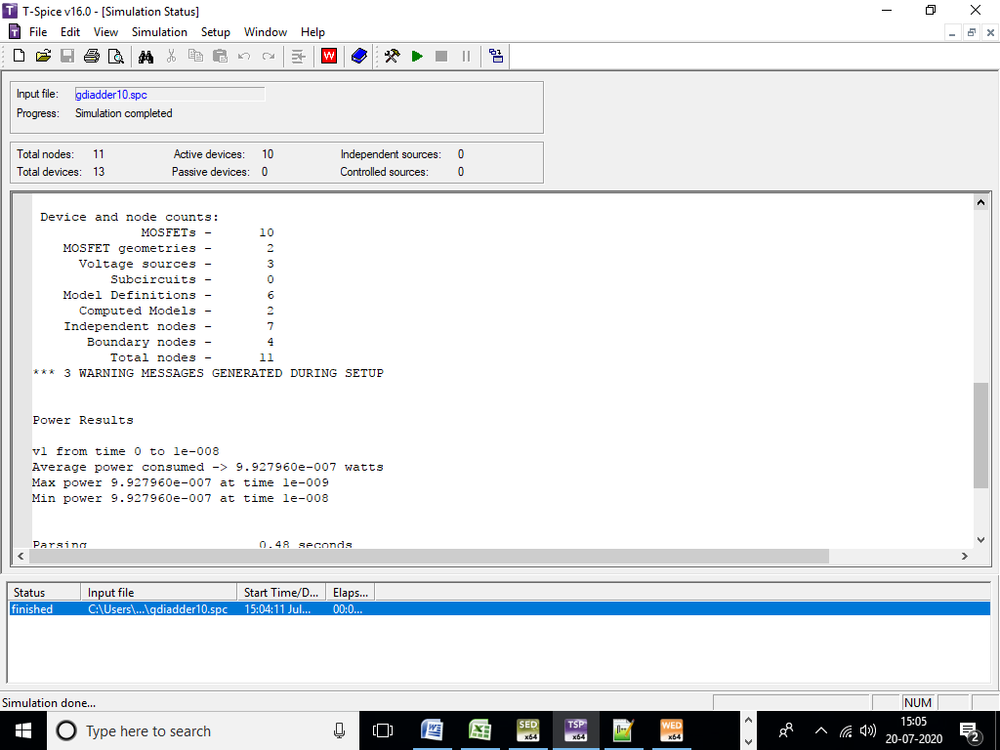 T-Spice v16.0 - [Simulation Status]
File Edit View Simulation Setup Window Help
W
Input file: gdiadder10.spc
Progress: Simulation completed
Total nodes: 11 Active devices: 10 Independent sources: 0
Total devices: 13 Passive devices: 0 Controlled sources: 0
Device and node counts:
MOSFETs - 10
MOSFET geometries - 2
Voltage sources - 3
Subcircuits - 0
Model Definitions - 6
Computed Models - 2
Independent nodes - 7
Boundary nodes - 4
Total nodes - 11
*** 3 WARNING MESSAGES GENERATED DURING SETUP
Power Results
v1 from time 0 to 1e-008
Average power consumed -> 9.927960e-007 watts
Max power 9.927960e-007 at time 1e-009
Min power 9.927960e-007 at time 1e-008
Parsing 0.48 seconds
Status Input file Start Time/D... Elaps...
finished C:\Users\...\gdiadder10.spc 15:04:11 Jul... 00:0...
Simulation done...
NUM
Type here to search
SED x64
TSP x64
WED x64
15:05
20-07-2020
2